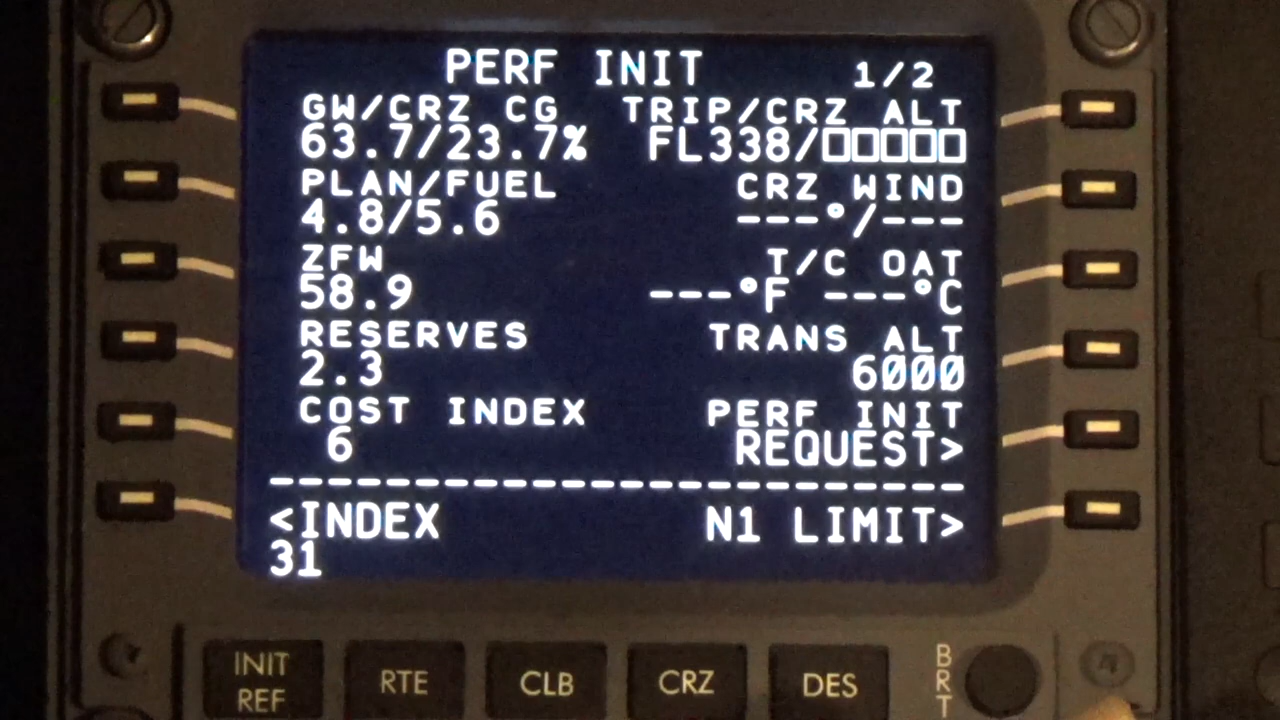 PERF INIT 1/2
GW/CRZ CG TRIP/CRZ ALT
63.7/23.7% FL338/□□□□□
PLAN/FUEL CRZ WIND
4.8/5.6 ---°/---
ZFW T/C OAT
58.9 ---°F ---°C
RESERVES TRANS ALT
2.3 6000
COST INDEX PERF INIT
6 REQUEST>
------------------------
<INDEX N1 LIMIT>
31
INIT REF RTE CLB CRZ DES BRT